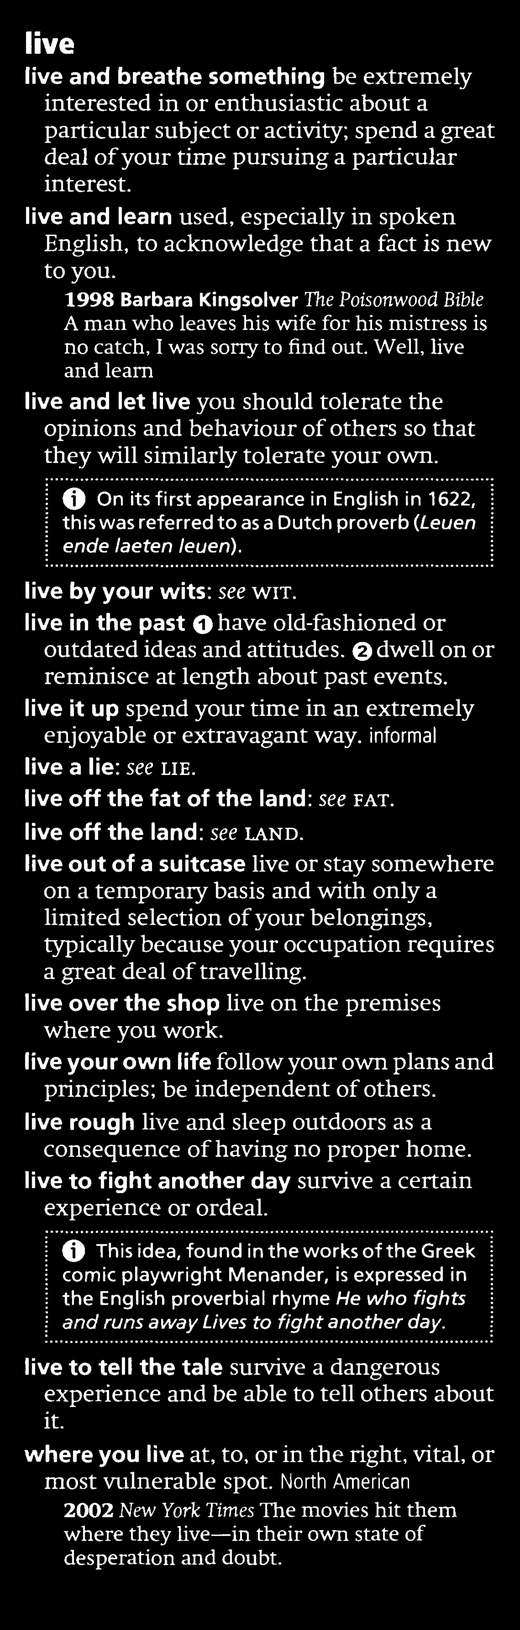 live
live and breathe something be extremely
interested in or enthusiastic about a
particular subject or activity; spend a great
deal of your time pursuing a particular
interest.
live and learn used, especially in spoken
English, to acknowledge that a fact is new
to you.
1998 Barbara Kingsolver The Poisonwood Bible
A man who leaves his wife for his mistress is
no catch, I was sorry to find out. Well, live
and learn
live and let live you should tolerate the
opinions and behaviour of others so that
they will similarly tolerate your own.
ⓘ On its first appearance in English in 1622,
this was referred to as a Dutch proverb (Leuen
ende laeten leuen).
live by your wits: see WIT.
live in the past ❶ have old-fashioned or
outdated ideas and attitudes. ❷ dwell on or
reminisce at length about past events.
live it up spend your time in an extremely
enjoyable or extravagant way. informal
live a lie: see LIE.
live off the fat of the land: see FAT.
live off the land: see LAND.
live out of a suitcase live or stay somewhere
on a temporary basis and with only a
limited selection of your belongings,
typically because your occupation requires
a great deal of travelling.
live over the shop live on the premises
where you work.
live your own life follow your own plans and
principles; be independent of others.
live rough live and sleep outdoors as a
consequence of having no proper home.
live to fight another day survive a certain
experience or ordeal.
ⓘ This idea, found in the works of the Greek
comic playwright Menander, is expressed in
the English proverbial rhyme He who fights
and runs away Lives to fight another day.
live to tell the tale survive a dangerous
experience and be able to tell others about
it.
where you live at, to, or in the right, vital, or
most vulnerable spot. North American
2002 New York Times The movies hit them
where they live—in their own state of
desperation and doubt.